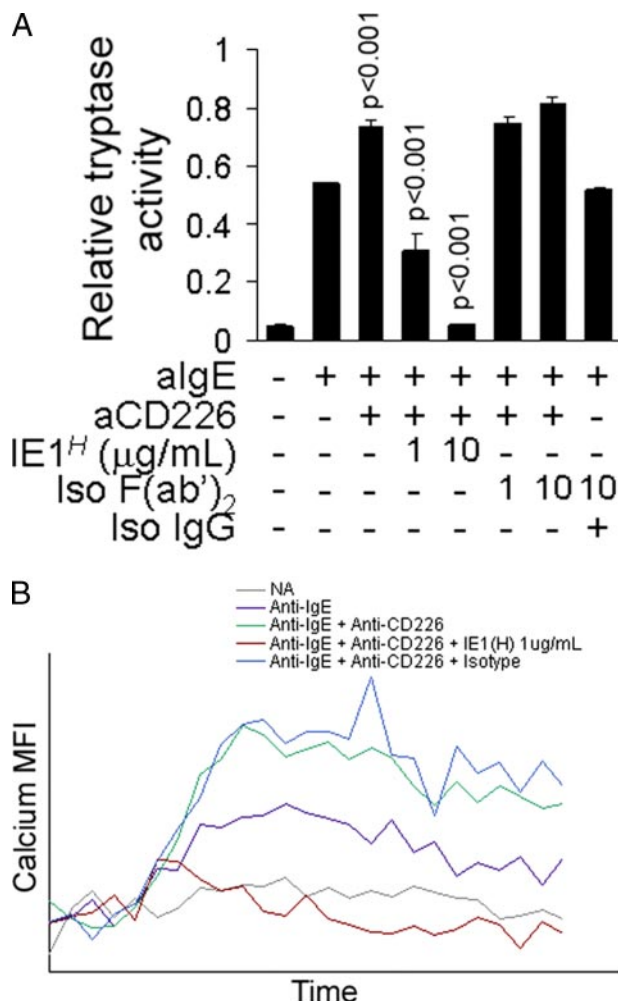 A
Relative tryptase
activity
1
0.8
0.6
0.4
0.2
0
p<0.001
p<0.001
p<0.001
aIgE - + + + + + + +
aCD226 - - + + + + + -
IE1ᴴ (μg/mL) - - - 1 10 - - -
Iso F(ab')₂ - - - - - 1 10 10
Iso IgG - - - - - - - +
B
NA
Anti-IgE
Anti-IgE + Anti-CD226
Anti-IgE + Anti-CD226 + IE1(H) 1ug/mL
Anti-IgE + Anti-CD226 + Isotype
Calcium MFI
Time